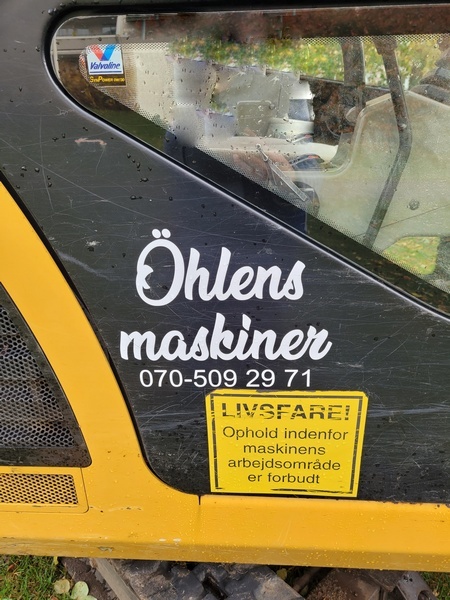 Valvoline
Öhlens
maskiner
070-509 29 71
LIVSFARE!
Ophold indenfor
maskinens
arbejdsområde
er forbudt